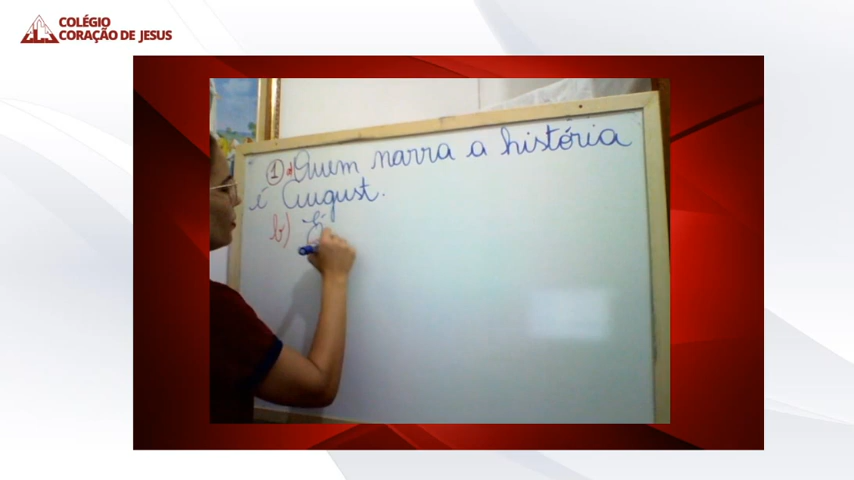 COLÉGIO
CORAÇÃO DE JESUS
① a) Quem narra a história
é August.
b) É